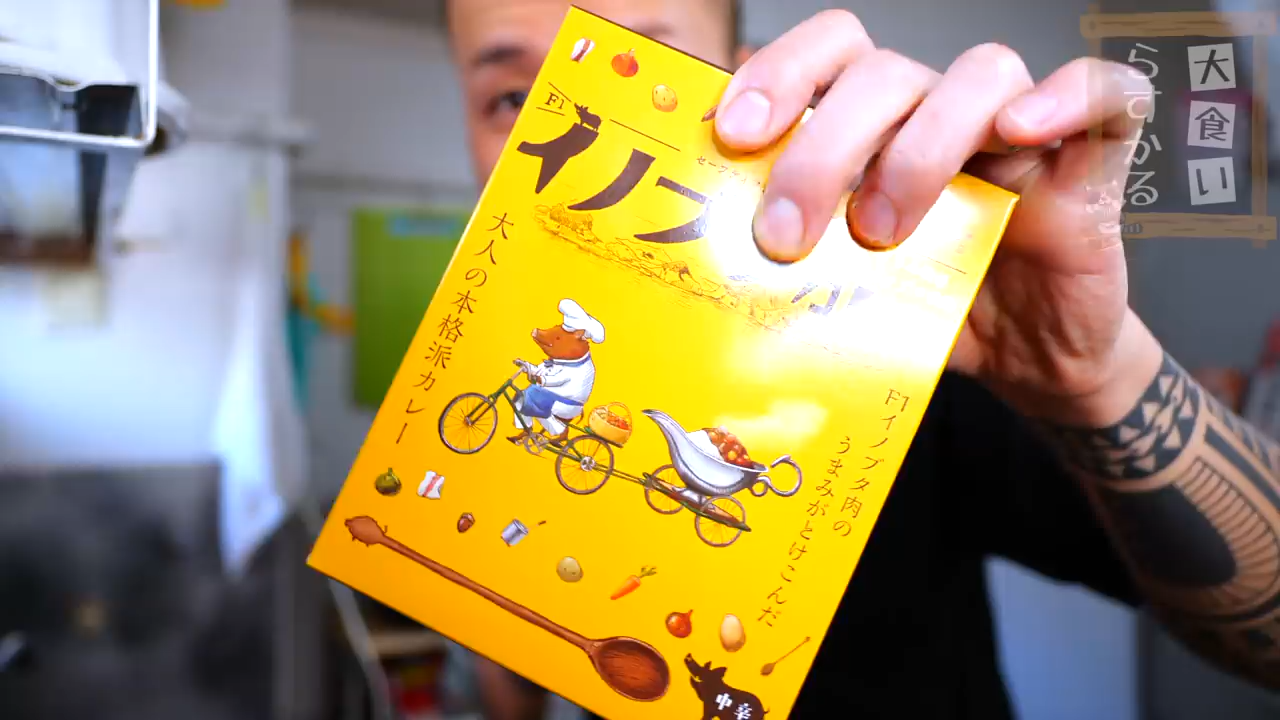 大食い
らすかる
F1
イノブ
大人の本格派カレー
F1イノブタ肉の
うまみがとけこんだ
中辛